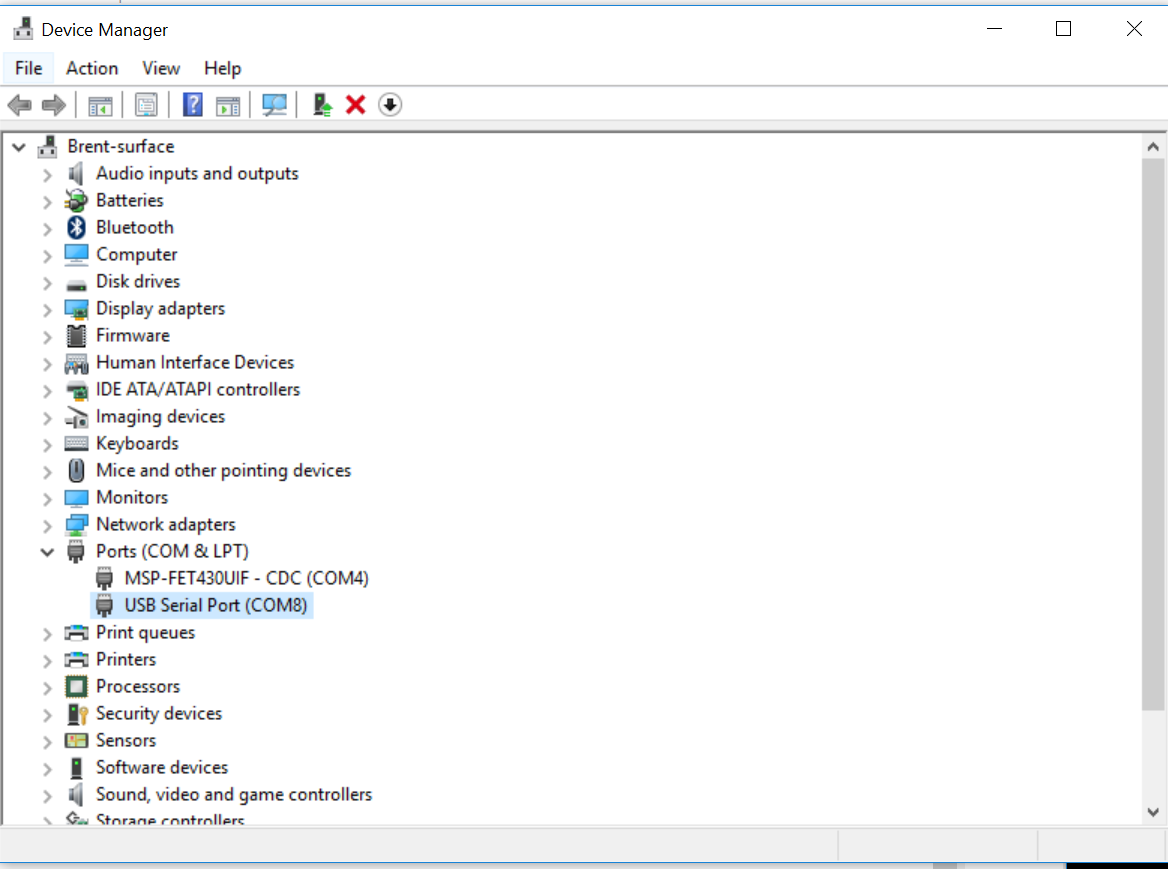 Device Manager
File Action View Help
Brent-surface
Audio inputs and outputs
Batteries
Bluetooth
Computer
Disk drives
Display adapters
Firmware
Human Interface Devices
IDE ATA/ATAPI controllers
Imaging devices
Keyboards
Mice and other pointing devices
Monitors
Network adapters
Ports (COM & LPT)
MSP-FET430UIF - CDC (COM4)
USB Serial Port (COM8)
Print queues
Printers
Processors
Security devices
Sensors
Software devices
Sound, video and game controllers
Storage controllers